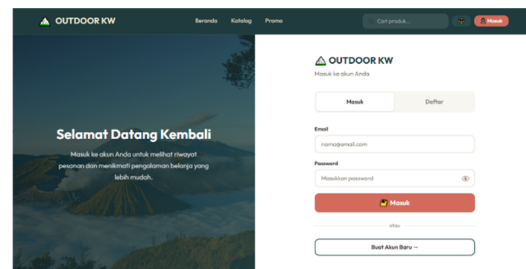 OUTDOOR KW
Beranda Katalog Promo
Cari produk...
Masuk
Selamat Datang Kembali
Masuk ke akun Anda untuk melihat riwayat
pesanan dan menikmati pengalaman belanja yang
lebih mudah.
OUTDOOR KW
Masuk ke akun Anda
Masuk Daftar
Email
nama@email.com
Password
Masukkan password
Masuk
atau
Buat Akun Baru →